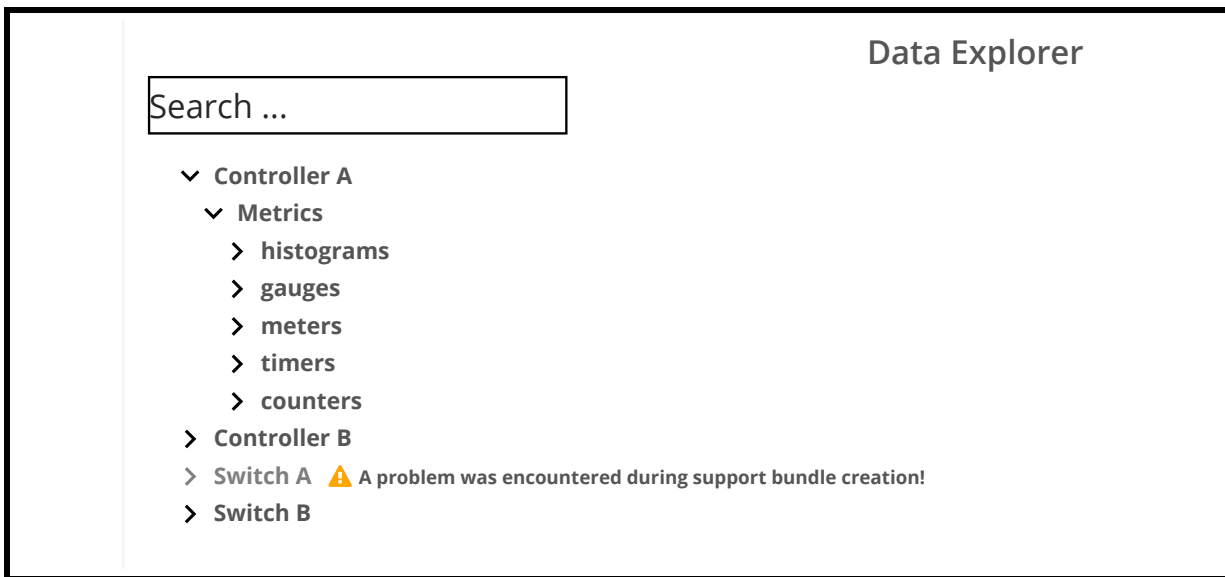 Data Explorer
Search ...
Controller A
Metrics
histograms
gauges
meters
timers
counters
Controller B
Switch A A problem was encountered during support bundle creation!
Switch B